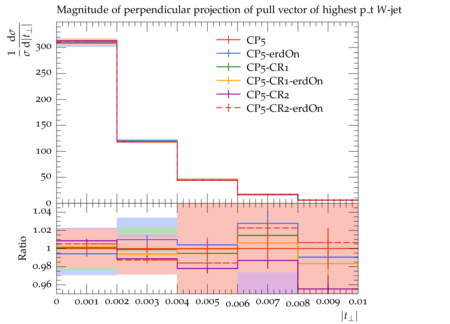 Magnitude of perpendicular projection of pull vector of highest p_t W-jet
1/σ dσ/d|t⊥|
300
250
200
150
100
50
0
CP5
CP5-erdOn
CP5-CR1
CP5-CR1-erdOn
CP5-CR2
CP5-CR2-erdOn
Ratio
1.04
1.02
1
0.98
0.96
0 0.001 0.002 0.003 0.004 0.005 0.006 0.007 0.008 0.009 0.01
|t⊥|